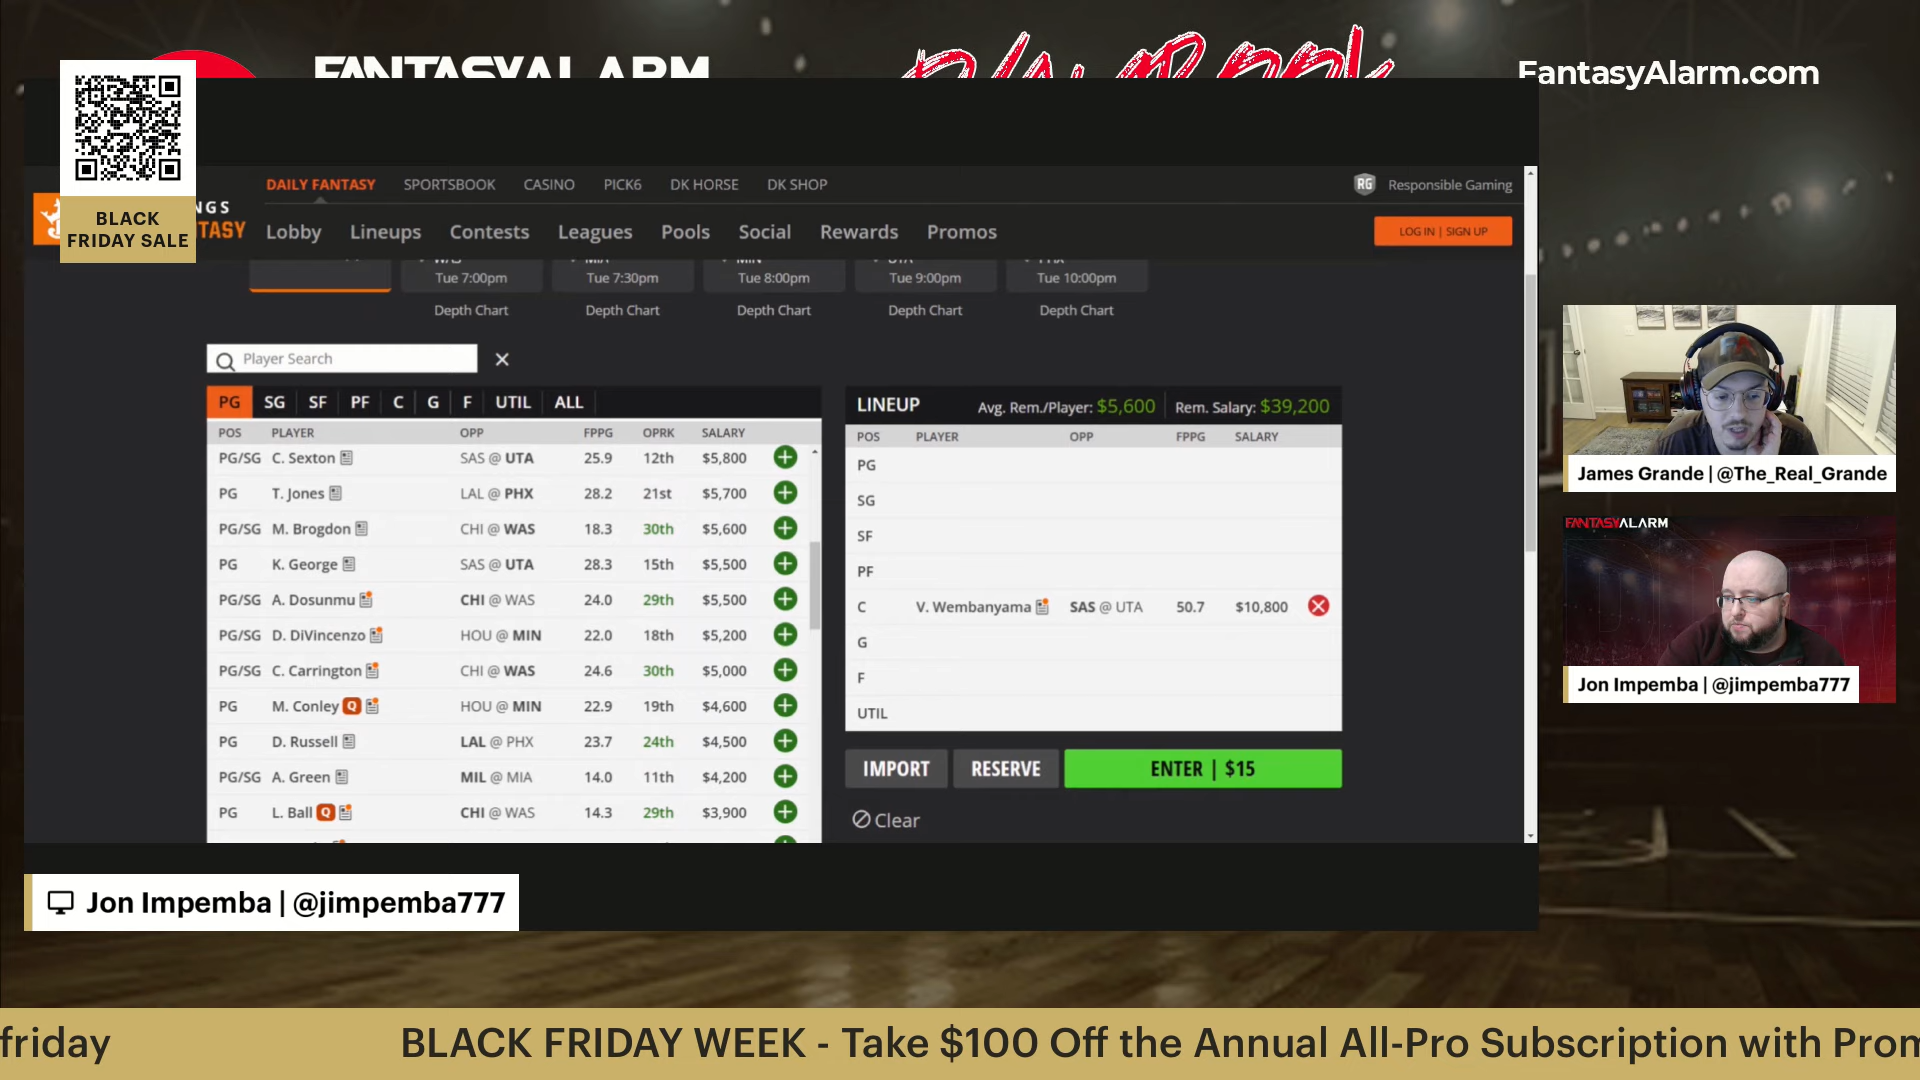 FANTASYALARM
PLAYBOOK
FantasyAlarm.com
BLACK
FRIDAY SALE
NGS
TASY
DAILY FANTASY SPORTSBOOK CASINO PICK6 DK HORSE DK SHOP
RG Responsible Gaming
Lobby Lineups Contests Leagues Pools Social Rewards Promos
LOG IN | SIGN UP
Tue 7:00pm Tue 7:30pm Tue 8:00pm Tue 9:00pm Tue 10:00pm
Depth Chart Depth Chart Depth Chart Depth Chart Depth Chart
Player Search
PG SG SF PF C G F UTIL ALL
POS PLAYER OPP FPPG OPRK SALARY
PG/SG C. Sexton SAS @ UTA 25.9 12th $5,800
PG T. Jones LAL @ PHX 28.2 21st $5,700
PG/SG M. Brogdon CHI @ WAS 18.3 30th $5,600
PG K. George SAS @ UTA 28.3 15th $5,500
PG/SG A. Dosunmu CHI @ WAS 24.0 29th $5,500
PG/SG D. DiVincenzo HOU @ MIN 22.0 18th $5,200
PG/SG C. Carrington CHI @ WAS 24.6 30th $5,000
PG M. Conley Q HOU @ MIN 22.9 19th $4,600
PG D. Russell LAL @ PHX 23.7 24th $4,500
PG/SG A. Green MIL @ MIA 14.0 11th $4,200
PG L. Ball Q CHI @ WAS 14.3 29th $3,900
LINEUP Avg. Rem./Player: $5,600 Rem. Salary: $39,200
POS PLAYER OPP FPPG SALARY
PG
SG
SF
PF
C V. Wembanyama SAS @ UTA 50.7 $10,800
G
F
UTIL
IMPORT RESERVE ENTER | $15
Clear
James Grande | @The_Real_Grande
FANTASYALARM
Jon Impemba | @jimpemba777
Jon Impemba | @jimpemba777
friday BLACK FRIDAY WEEK - Take $100 Off the Annual All-Pro Subscription with Prom